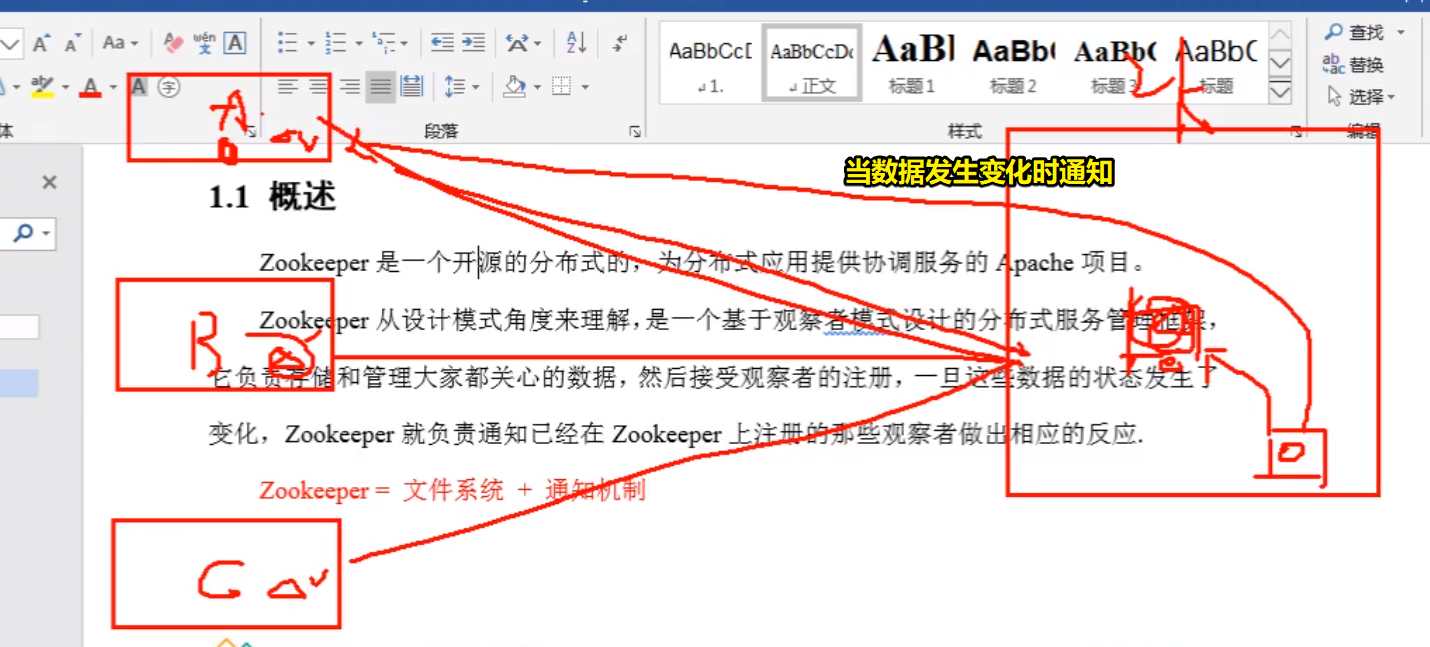 Aa
wén
文
A
AaBbCcD
AaBbCcDc
AaBl
AaBb(
AaBb(
AaBbC
查找
ab
A
A
字
1.
正文
标题 1
标题 2
标题 3
标题
替换
选择
体
段落
样式
编辑
A
当数据发生变化时通知
1.1 概述
Zookeeper 是一个开源的分布式的，为分布式应用提供协调服务的 Apache 项目。
Zookeeper 从设计模式角度来理解，是一个基于观察者模式设计的分布式服务管理框架，
B
它负责存储和管理大家都关心的数据，然后接受观察者的注册，一旦这些数据的状态发生了
变化，Zookeeper 就负责通知已经在 Zookeeper 上注册的那些观察者做出相应的反应.
Zookeeper = 文件系统 + 通知机制
C